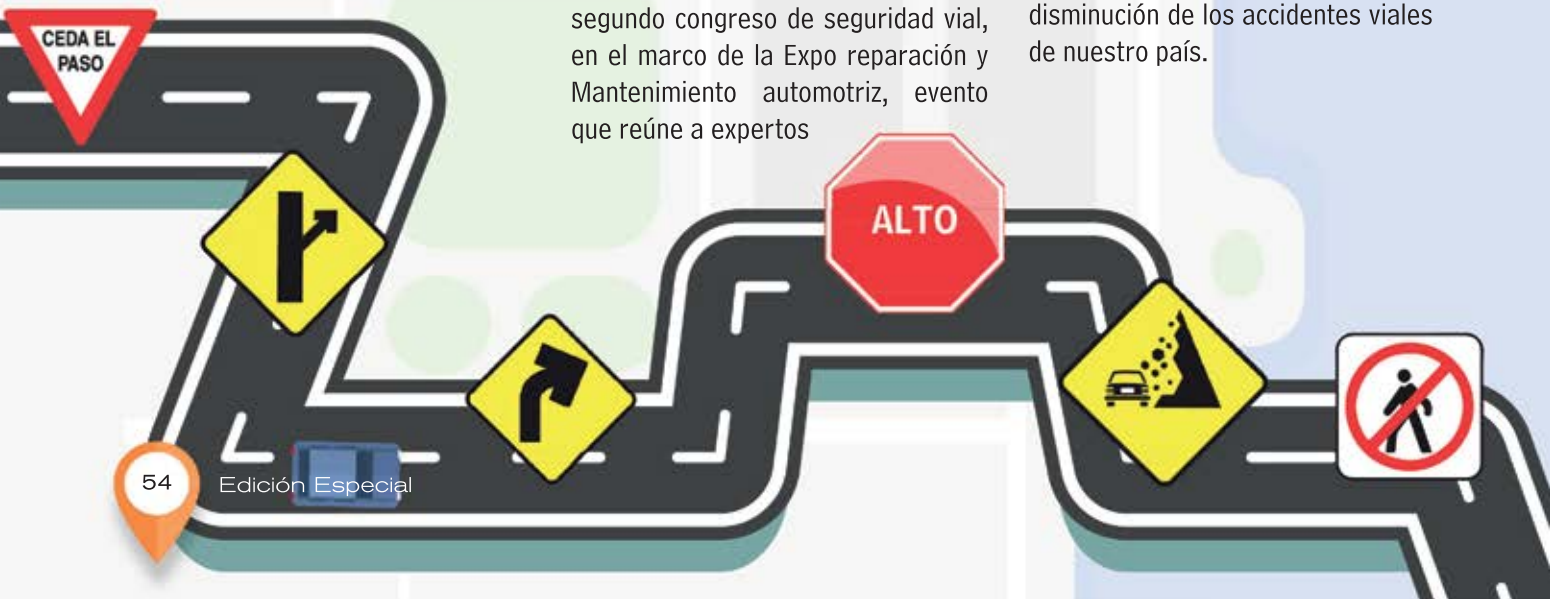 segundo congreso de seguridad vial,
en el marco de la Expo reparación y
Mantenimiento automotriz, evento
que reúne a expertos
disminución de los accidentes viales
de nuestro país.
CEDA EL
PASO
ALTO
54
Edición Especial